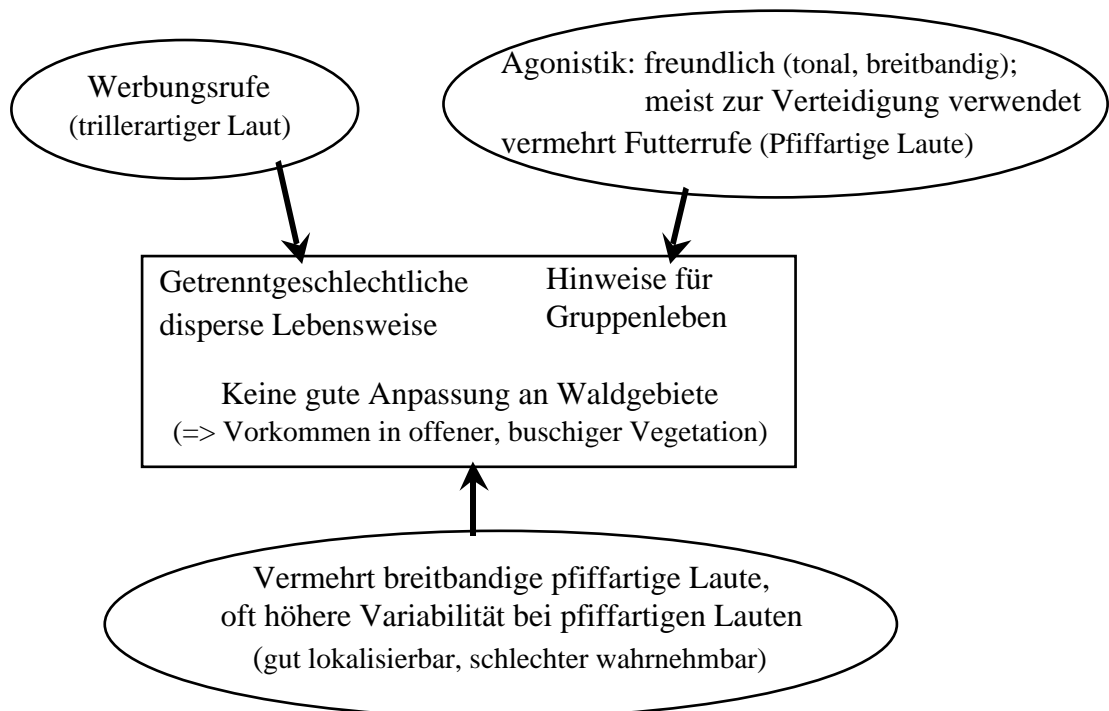 Werbungsrufe
(trillerartiger Laut)
Agonistik: freundlich (tonal, breitbandig);
meist zur Verteidigung verwendet
vermehrt Futterrufe (Pfiffartige Laute)
Getrenntgeschlechtliche
disperse Lebensweise
Hinweise für
Gruppenleben
Keine gute Anpassung an Waldgebiete
(=> Vorkommen in offener, buschiger Vegetation)
Vermehrt breitbandige pfiffartige Laute,
oft höhere Variabilität bei pfiffartigen Lauten
(gut lokalisierbar, schlechter wahrnehmbar)